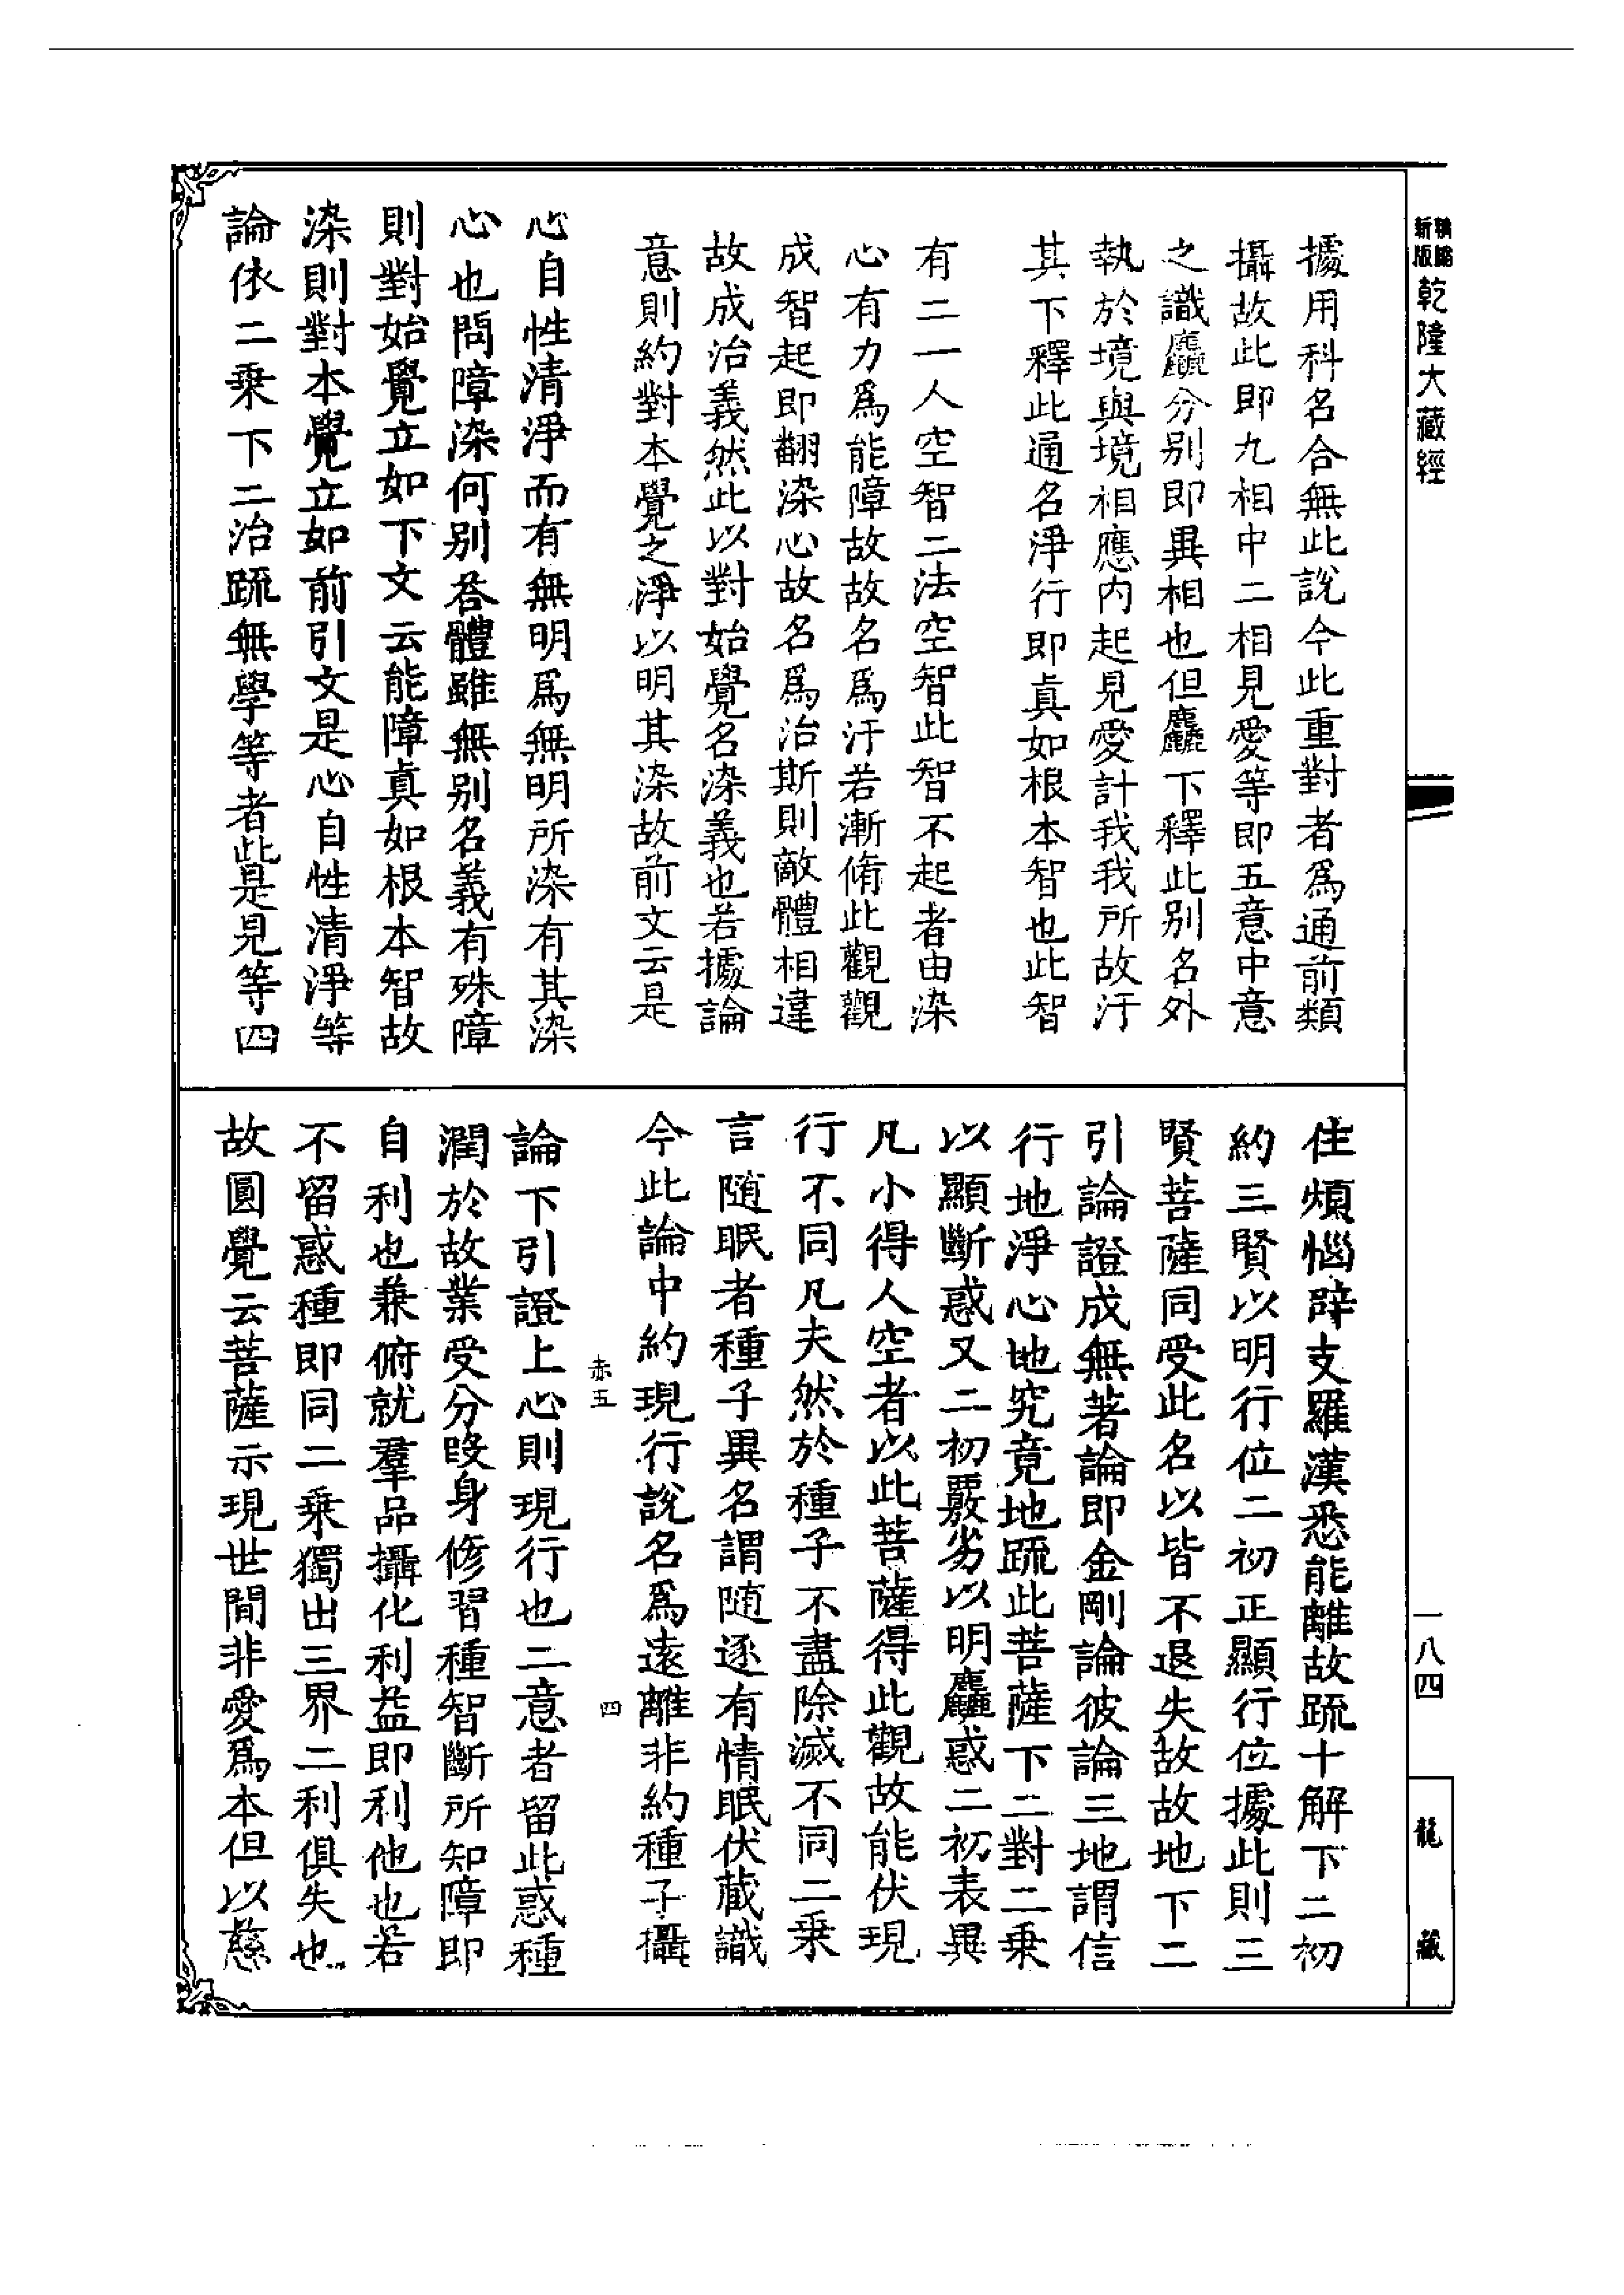 新版
乾隆大藏經
一八四
龍藏
據用科名合無此說今此重對者爲通前類
攝故此即九相中二相見愛等即五意中意
之識麤分別即異相也但麤下釋此別名外
執於境與境相應內起見愛計我我所故汙
其下釋此通名淨行即真如根本智也此智
有二一人空智二法空智此智不起者由染
心有力爲能障故故名爲汙若漸脩此觀觀
成智起即翻染心故名爲治斯則敵體相違
故成治義然此以對始覺名染義也若據論
意則約對本覺之淨以明其染故前文云是
心自性清淨而有無明爲無明所染有其染
心也問障染何別荅體雖無別名義有殊障
則對始覺立如下文云能障真如根本智故
染則對本覺立如前引文是心自性清淨等
論依二乘下二治疏無學等者此是見等四
住煩惱辟支羅漢悉能離故疏十解下二初
約三賢以明行位二初正顯行位據此則三
賢菩薩同受此名以皆不退失故故地下二
引論證成無著論即金剛論彼論三地謂信
行地淨心地究竟地疏此菩薩下二對二乘
以顯斷惑又二初覈劣以明麤惑二初表異
凡小得人空者以此菩薩得此觀故能伏現
行不同凡夫然於種子不盡除滅不同二乘
言隨眠者種子異名謂隨逐有情眠伏藏識
今此論中約現行說名爲遠離非約種子攝
赤五
四
論下引證上心則現行也二意者留此惑種
潤於故業受分段身修習種智斷所知障即
自利也兼俯就羣品攝化利益即利他也若
不留惑種即同二乘獨出三界二利俱失也
故圓覺云菩薩示現世間非愛爲本但以慈